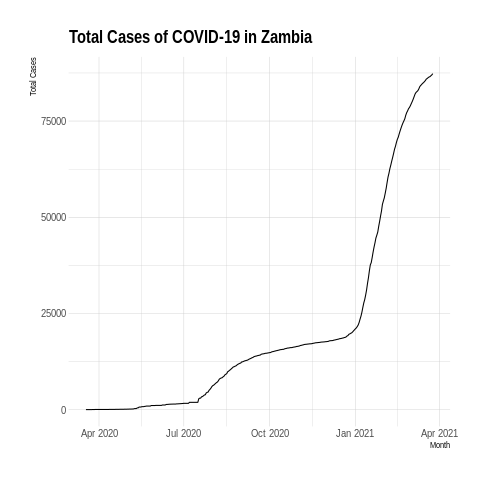 Total Cases of COVID-19 in Zambia
Total Cases
75000
50000
25000
0
Apr 2020 Jul 2020 Oct 2020 Jan 2021 Apr 2021
Month